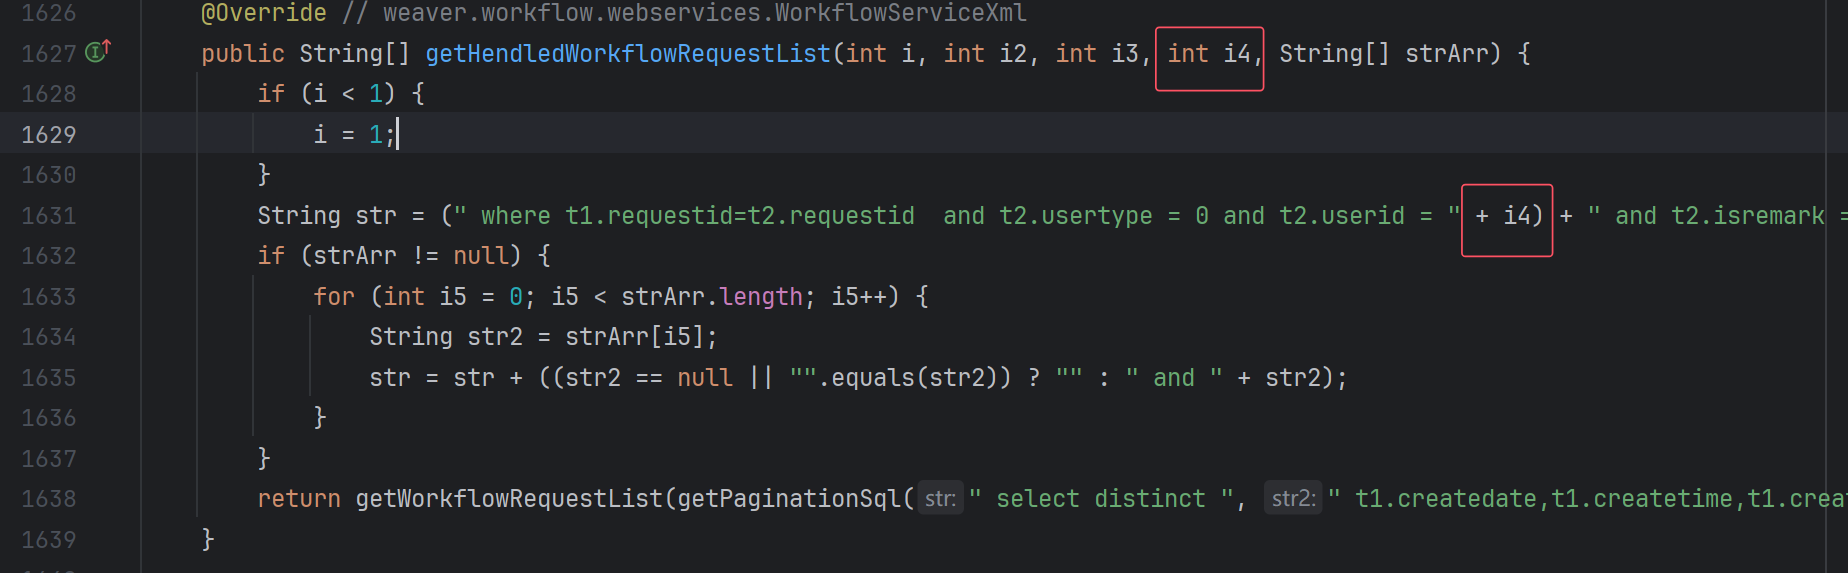 1626 @Override // weaver.workflow.webservices.WorkflowServiceXml
1627 public String[] getHendledWorkflowRequestList(int i, int i2, int i3, int i4, String[] strArr) {
1628 if (i < 1) {
1629 i = 1;
1630 }
1631 String str = (" where t1.requestid=t2.requestid  and t2.usertype = 0 and t2.userid = " + i4) + " and t2.isremark =
1632 if (strArr != null) {
1633 for (int i5 = 0; i5 < strArr.length; i5++) {
1634 String str2 = strArr[i5];
1635 str = str + ((str2 == null || "".equals(str2)) ? "" : " and " + str2);
1636 }
1637 }
1638 return getWorkflowRequestList(getPaginationSql( str: " select distinct ", str2: " t1.createdate,t1.createtime,t1.crea
1639 }